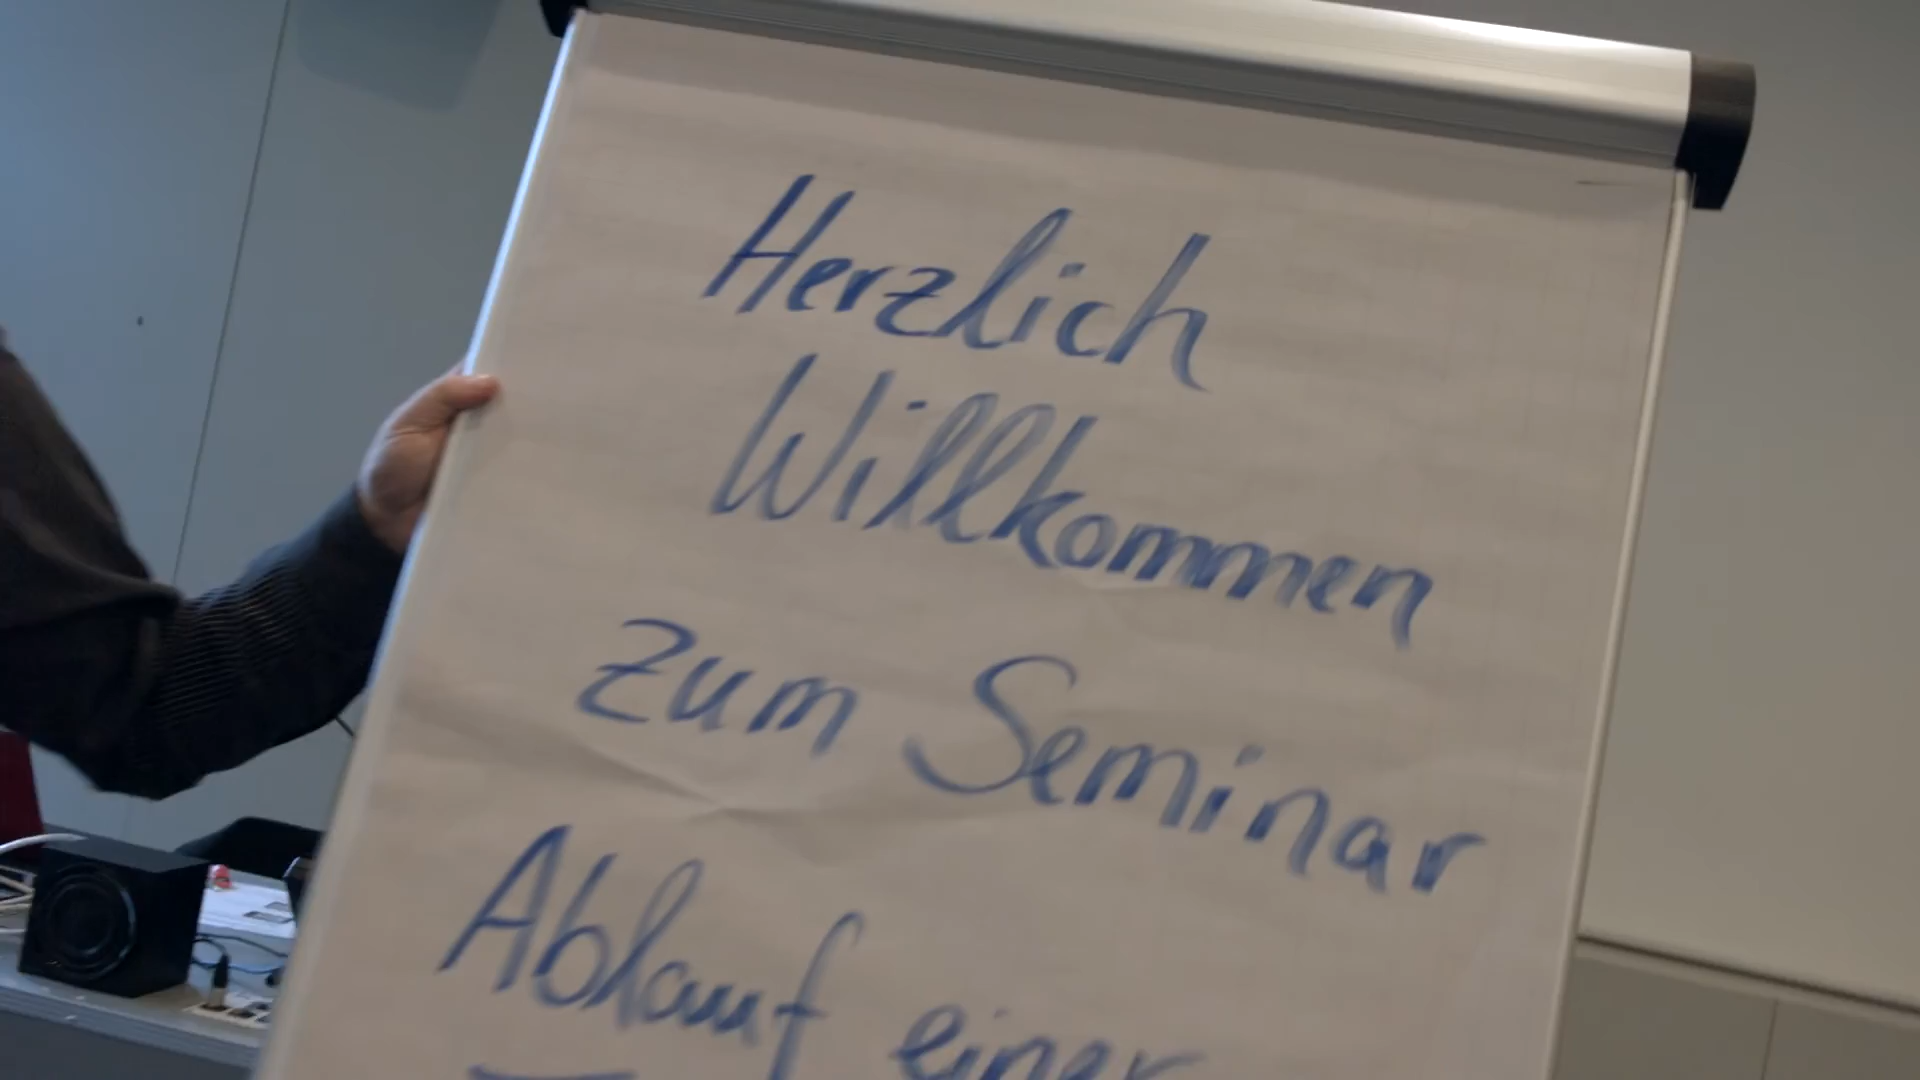 Herzlich
Willkommen
zum Seminar
Ablauf einer